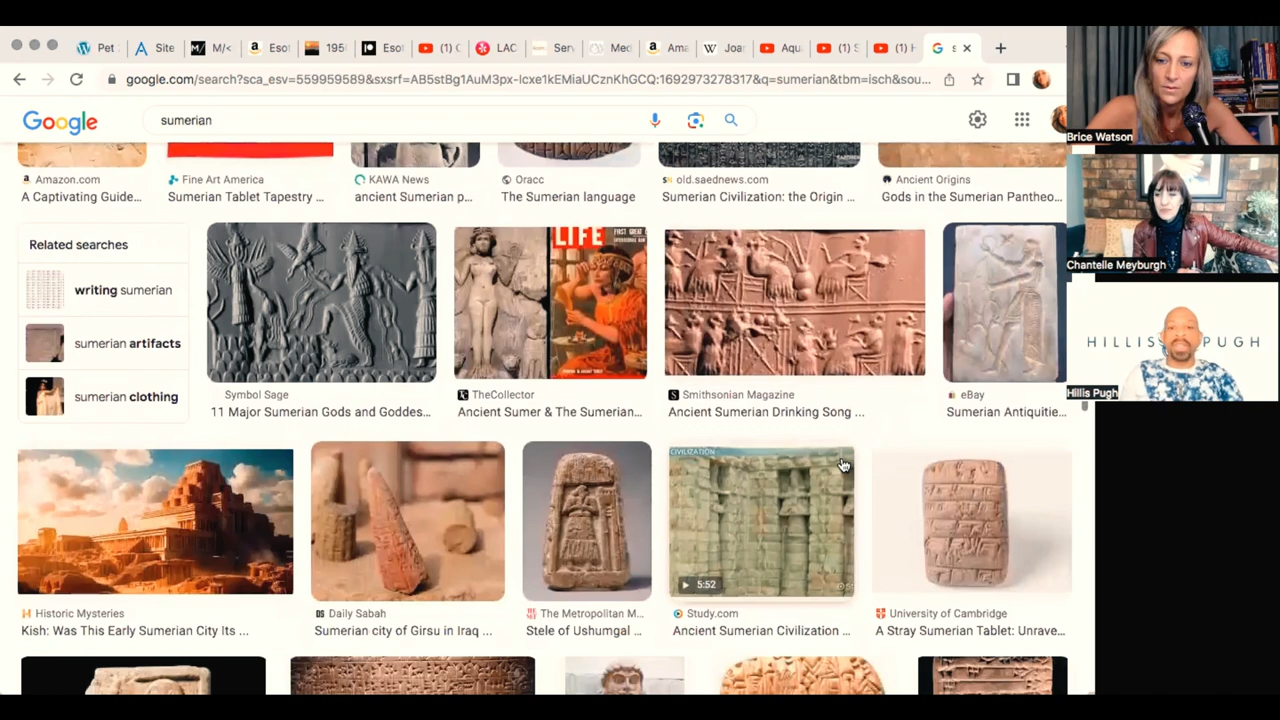 Pet
Site
M/<
Esot
195
Esot
(1) C
LAC
Serv
Med
Ama
Joa
Aqu
(1) S
(1) H
s
google.com/search?sca_esv=559959589&sxsrf=AB5stBg1AuM3px-Icxe1kEMiaUCznKhGCQ:1692973278317&q=sumerian&tbm=isch&sou...
Google
sumerian
Amazon.com
A Captivating Guide...
Fine Art America
Sumerian Tablet Tapestry ...
KAWA News
ancient Sumerian p...
Oracc
The Sumerian language
old.saednews.com
Sumerian Civilization: the Origin ...
Ancient Origins
Gods in the Sumerian Pantheo...
Related searches
writing sumerian
sumerian artifacts
sumerian clothing
Symbol Sage
11 Major Sumerian Gods and Goddes...
LIFE
TheCollector
Ancient Sumer & The Sumerian...
Smithsonian Magazine
Ancient Sumerian Drinking Song ...
eBay
Sumerian Antiquitie...
Historic Mysteries
Kish: Was This Early Sumerian City Its ...
Daily Sabah
Sumerian city of Girsu in Iraq ...
The Metropolitan M...
Stele of Ushumgal ...
CIVILIZATION
5:52
Study.com
Ancient Sumerian Civilization ...
University of Cambridge
A Stray Sumerian Tablet: Unrave...
Brice Watson
Chantelle Meyburgh
HILLIS PUGH
Hillis Pugh